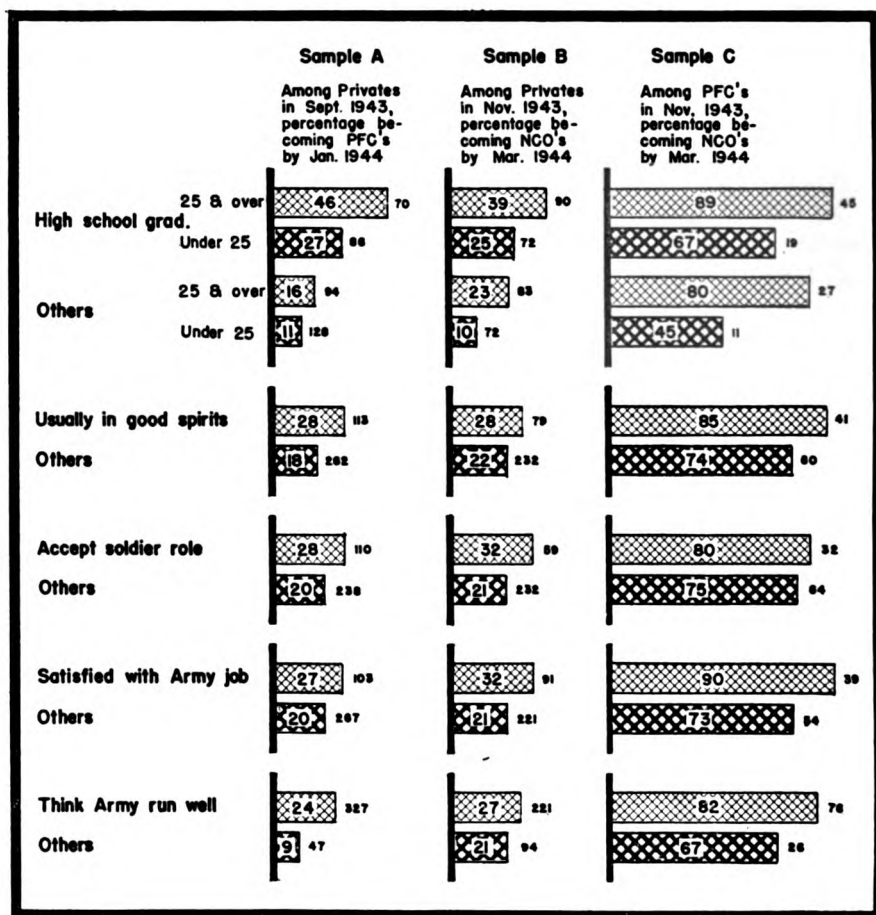 Sample A Sample B Sample C
Among Privates in Sept. 1943, percentage be- coming PFC's by Jan. 1944
Among Privates in Nov. 1943, percentage be- coming NCO's by Mar. 1944
Among PFC's in Nov. 1943, percentage be- coming NCO's by Mar. 1944
High school grad.
25 & over 46 70 39 90 89 45
Under 25 27 86 25 72 67 19
Others
25 & over 16 94 23 83 80 27
Under 25 11 128 10 72 45 11
Usually in good spirits 28 113 28 79 85 41
Others 18 262 22 232 74 60
Accept soldier role 28 110 32 59 80 32
Others 20 238 21 232 75 64
Satisfied with Army job 27 103 32 91 90 39
Others 20 267 21 221 73 54
Think Army run well 24 327 27 221 82 76
Others 9 47 21 94 67 26